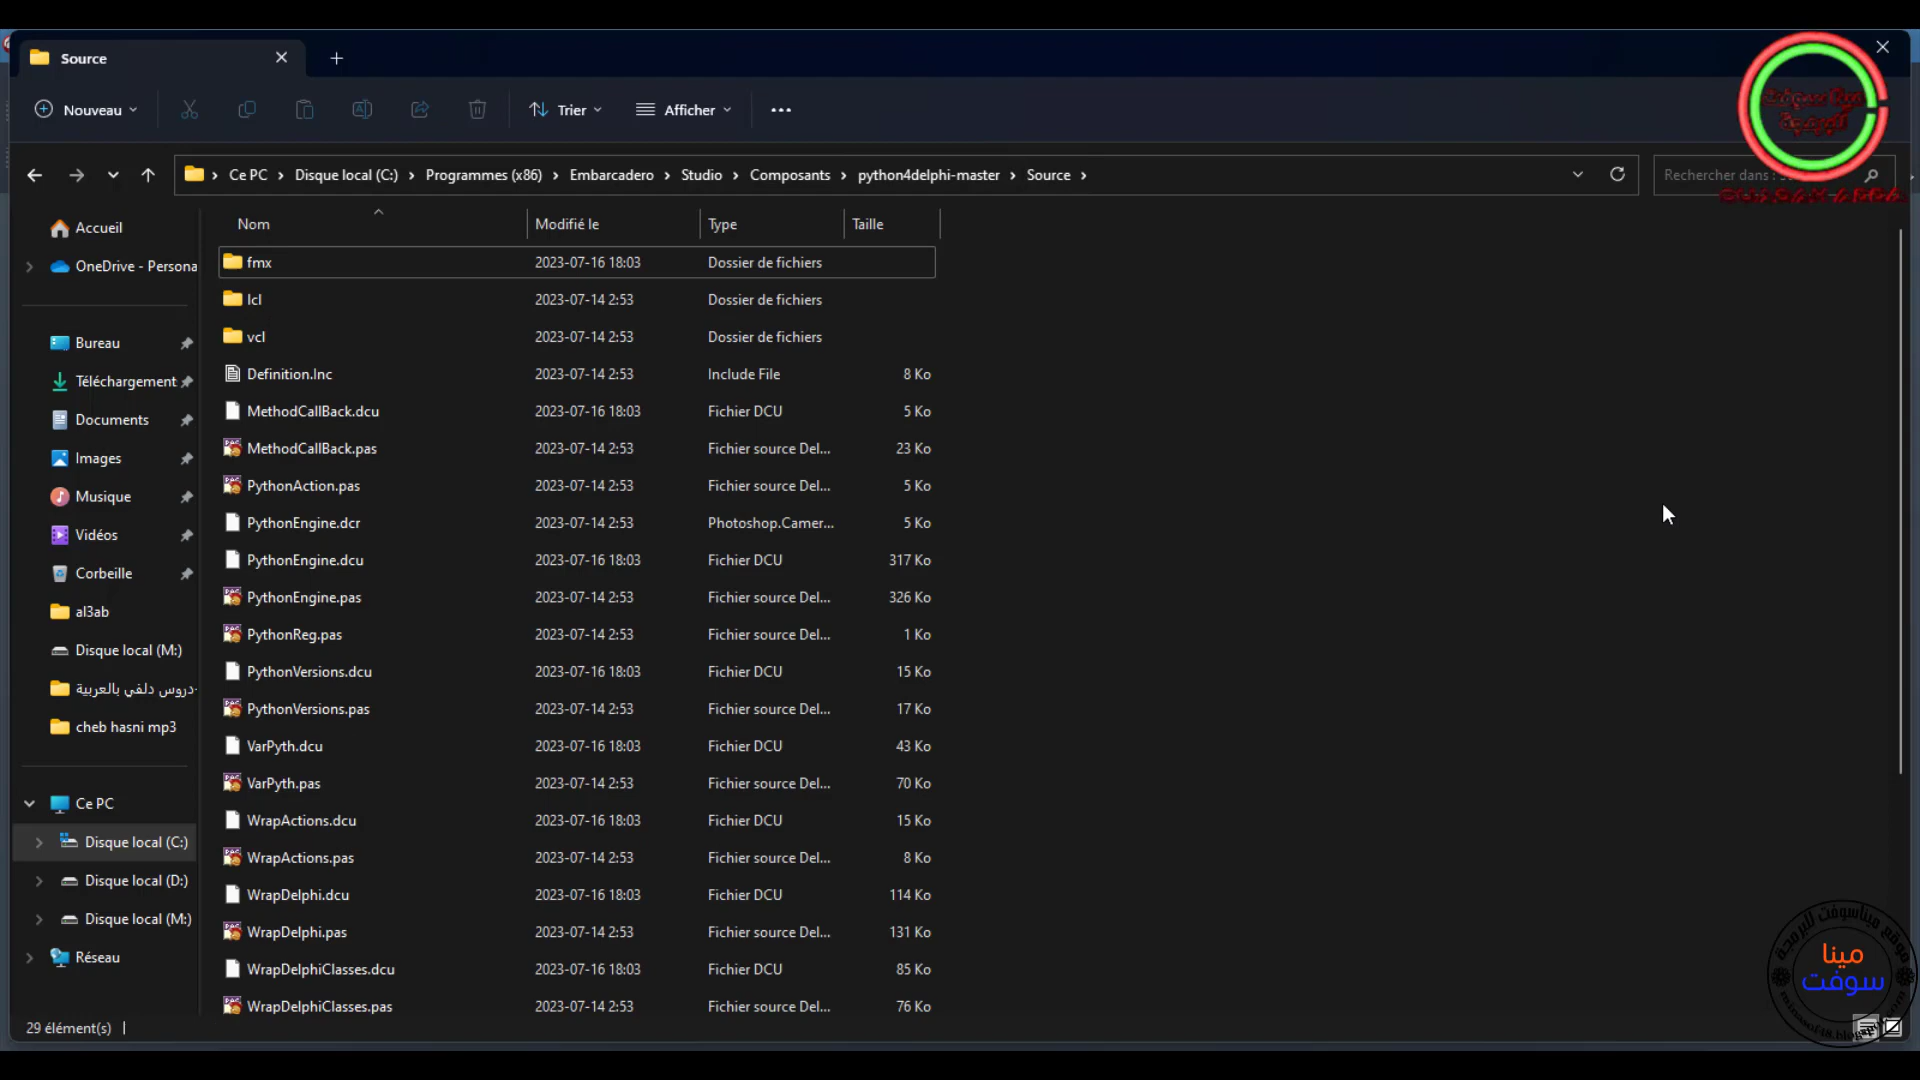 Source
Nouveau
Trier
Afficher
Ce PC
Disque local (C:)
Programmes (x86)
Embarcadero
Studio
Composants
python4delphi-master
Source
Rechercher dans :
Accueil
OneDrive - Persona
Bureau
Téléchargement
Documents
Images
Musique
Vidéos
Corbeille
al3ab
Disque local (M:)
دروس دلفي بالعربية-
cheb hasni mp3
Ce PC
Disque local (C:)
Disque local (D:)
Disque local (M:)
Réseau
Nom Modifié le Type Taille
fmx 2023-07-16 18:03 Dossier de fichiers
lcl 2023-07-14 2:53 Dossier de fichiers
vcl 2023-07-14 2:53 Dossier de fichiers
Definition.Inc 2023-07-14 2:53 Include File 8 Ko
MethodCallBack.dcu 2023-07-16 18:03 Fichier DCU 5 Ko
MethodCallBack.pas 2023-07-14 2:53 Fichier source Del... 23 Ko
PythonAction.pas 2023-07-14 2:53 Fichier source Del... 5 Ko
PythonEngine.dcr 2023-07-14 2:53 Photoshop.Camer... 5 Ko
PythonEngine.dcu 2023-07-16 18:03 Fichier DCU 317 Ko
PythonEngine.pas 2023-07-14 2:53 Fichier source Del... 326 Ko
PythonReg.pas 2023-07-14 2:53 Fichier source Del... 1 Ko
PythonVersions.dcu 2023-07-16 18:03 Fichier DCU 15 Ko
PythonVersions.pas 2023-07-14 2:53 Fichier source Del... 17 Ko
VarPyth.dcu 2023-07-16 18:03 Fichier DCU 43 Ko
VarPyth.pas 2023-07-14 2:53 Fichier source Del... 70 Ko
WrapActions.dcu 2023-07-16 18:03 Fichier DCU 15 Ko
WrapActions.pas 2023-07-14 2:53 Fichier source Del... 8 Ko
WrapDelphi.dcu 2023-07-16 18:03 Fichier DCU 114 Ko
WrapDelphi.pas 2023-07-14 2:53 Fichier source Del... 131 Ko
WrapDelphiClasses.dcu 2023-07-16 18:03 Fichier DCU 85 Ko
WrapDelphiClasses.pas 2023-07-14 2:53 Fichier source Del... 76 Ko
29 élément(s)
موقع ميناسوفت للبرمجة
مينا
سوفت